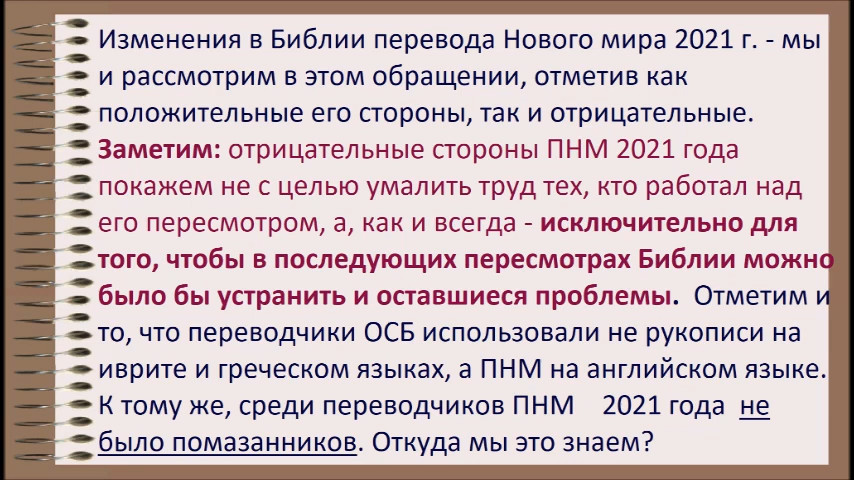 Изменения в Библии перевода Нового мира 2021 г. - мы
и рассмотрим в этом обращении, отметив как
положительные его стороны, так и отрицательные.
Заметим: отрицательные стороны ПНМ 2021 года
покажем не с целью умалить труд тех, кто работал над
его пересмотром, а, как и всегда - исключительно для
того, чтобы в последующих пересмотрах Библии можно
было бы устранить и оставшиеся проблемы. Отметим и
то, что переводчики ОСБ использовали не рукописи на
иврите и греческом языках, а ПНМ на английском языке.
К тому же, среди переводчиков ПНМ 2021 года не
было помазанников. Откуда мы это знаем?